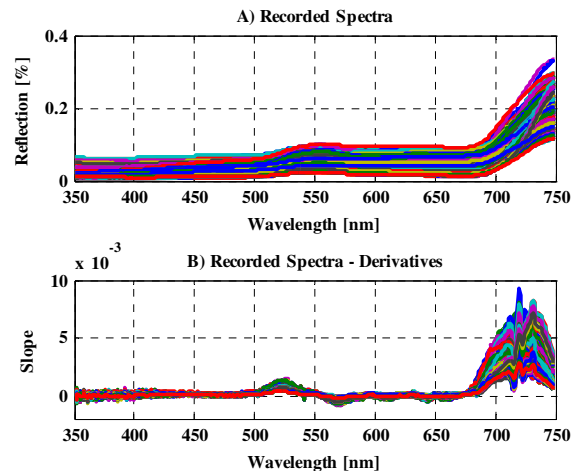 A) Recorded Spectra
Reflection [%]
0.4
0.2
0
350 400 450 500 550 600 650 700 750
Wavelength [nm]
x 10^-3
B) Recorded Spectra - Derivatives
Slope
10
5
0
350 400 450 500 550 600 650 700 750
Wavelength [nm]